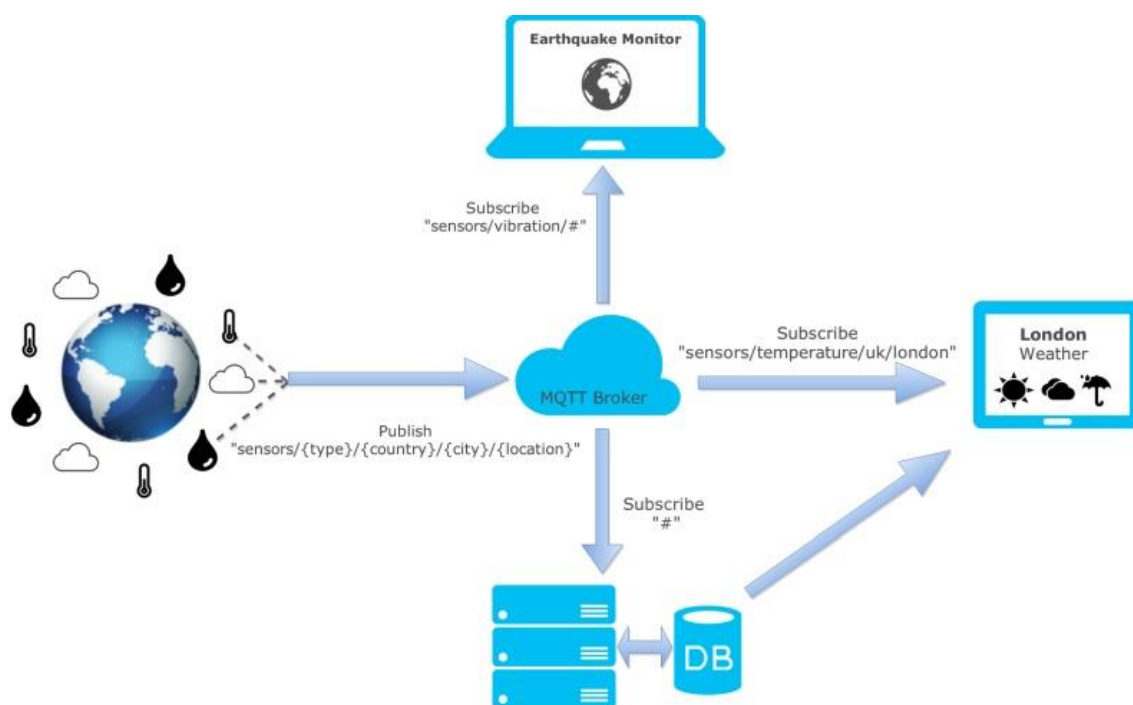 Earthquake Monitor
Subscribe
"sensors/vibration/#"
Subscribe
"sensors/temperature/uk/london"
London
Weather
MQTT Broker
Publish
"sensors/{type}/{country}/{city}/{location}"
Subscribe
"#"
DB